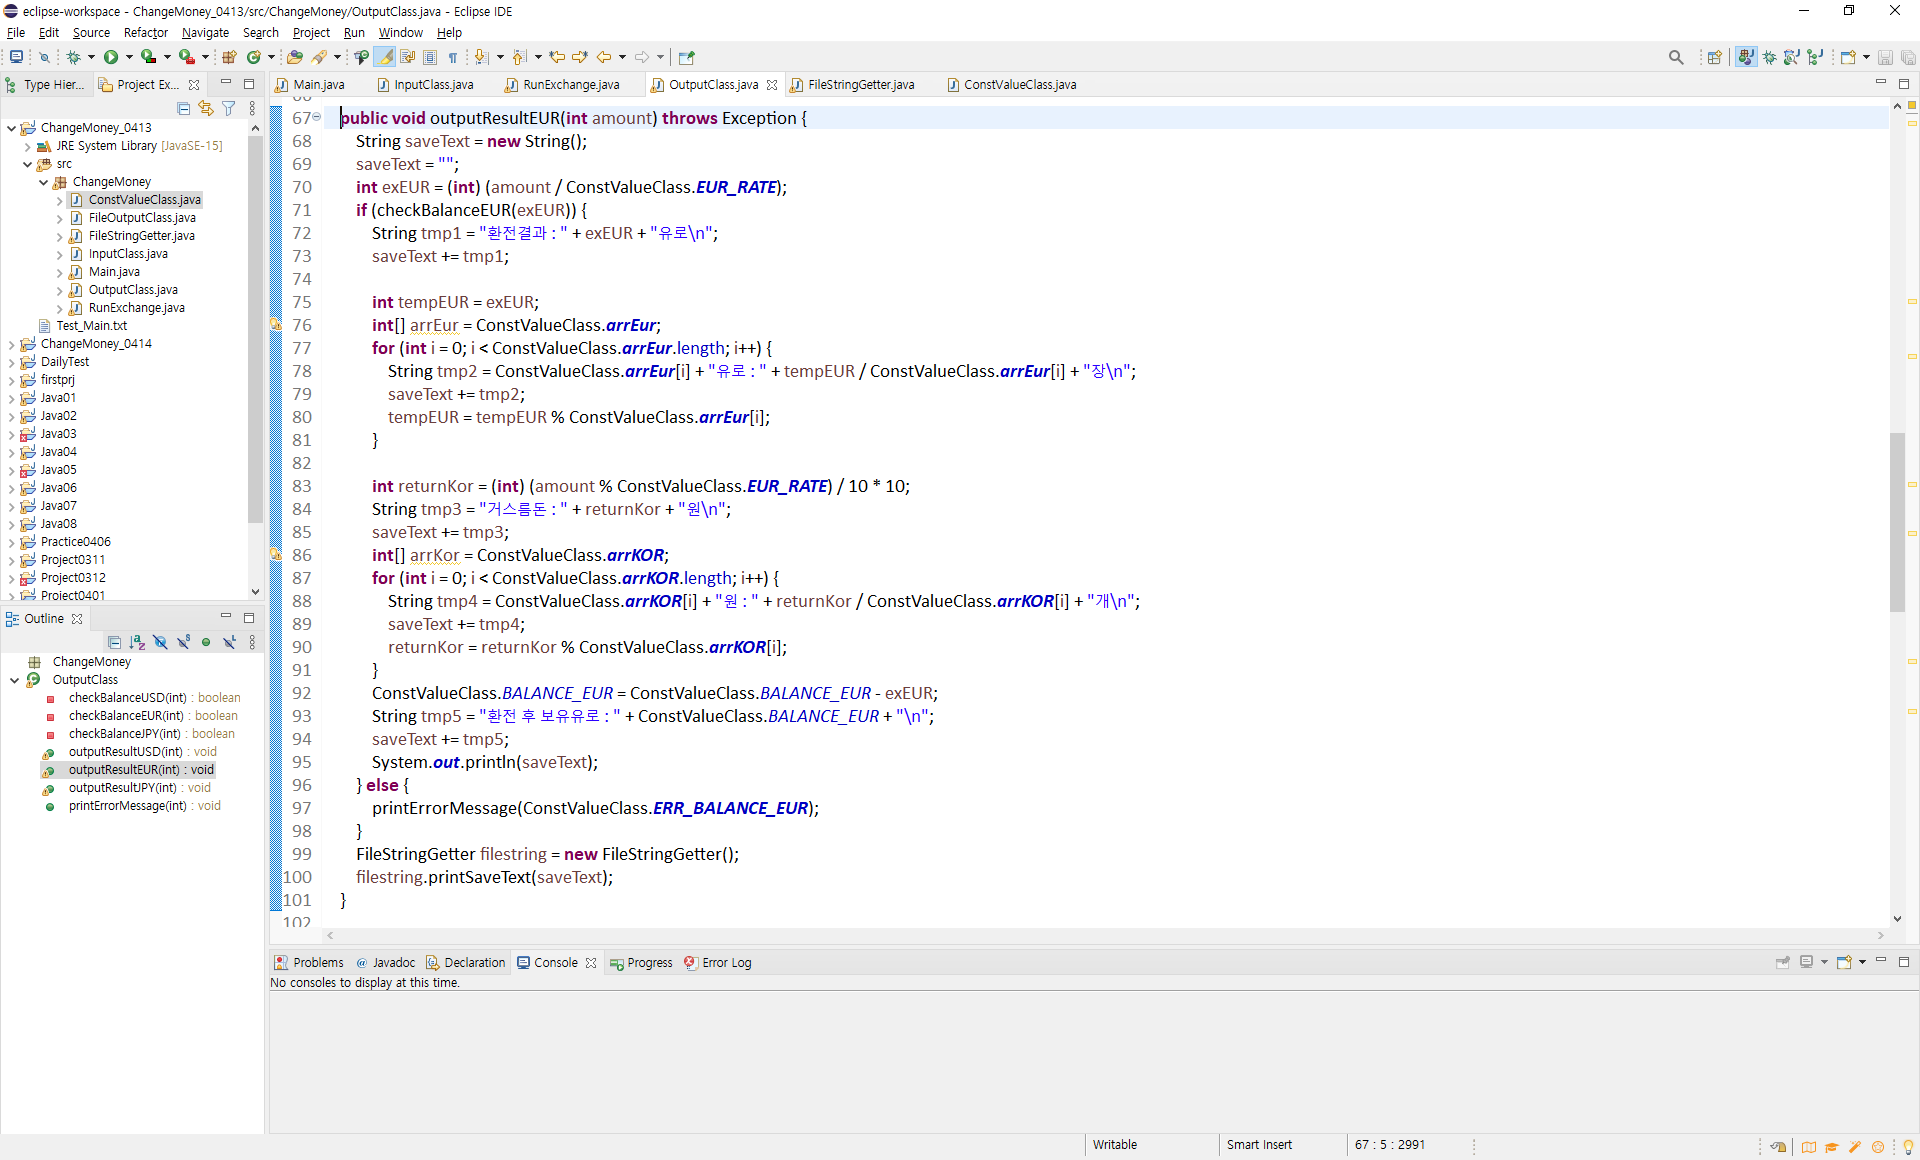 eclipse-workspace - ChangeMoney_0413/src/ChangeMoney/OutputClass.java - Eclipse IDE
File Edit Source Refactor Navigate Search Project Run Window Help
Type Hier... Project Ex...
ChangeMoney_0413
JRE System Library [JavaSE-15]
src
ChangeMoney
ConstValueClass.java
FileOutputClass.java
FileStringGetter.java
InputClass.java
Main.java
OutputClass.java
RunExchange.java
Test_Main.txt
ChangeMoney_0414
DailyTest
firstprj
Java01
Java02
Java03
Java04
Java05
Java06
Java07
Java08
Practice0406
Project0311
Project0312
Project0401
Outline
ChangeMoney
OutputClass
checkBalanceUSD(int) : boolean
checkBalanceEUR(int) : boolean
checkBalanceJPY(int) : boolean
outputResultUSD(int) : void
outputResultEUR(int) : void
outputResultJPY(int) : void
printErrorMessage(int) : void
Main.java InputClass.java RunExchange.java OutputClass.java FileStringGetter.java ConstValueClass.java
66
67 public void outputResultEUR(int amount) throws Exception {
68 String saveText = new String();
69 saveText = "";
70 int exEUR = (int) (amount / ConstValueClass.EUR_RATE);
71 if (checkBalanceEUR(exEUR)) {
72 String tmp1 = "환전결과 : " + exEUR + "유로\n";
73 saveText += tmp1;
74
75 int tempEUR = exEUR;
76 int[] arrEur = ConstValueClass.arrEur;
77 for (int i = 0; i < ConstValueClass.arrEur.length; i++) {
78 String tmp2 = ConstValueClass.arrEur[i] + "유로 : " + tempEUR / ConstValueClass.arrEur[i] + "장\n";
79 saveText += tmp2;
80 tempEUR = tempEUR % ConstValueClass.arrEur[i];
81 }
82
83 int returnKor = (int) (amount % ConstValueClass.EUR_RATE) / 10 * 10;
84 String tmp3 = "거스름돈 : " + returnKor + "원\n";
85 saveText += tmp3;
86 int[] arrKor = ConstValueClass.arrKOR;
87 for (int i = 0; i < ConstValueClass.arrKOR.length; i++) {
88 String tmp4 = ConstValueClass.arrKOR[i] + "원 : " + returnKor / ConstValueClass.arrKOR[i] + "개\n";
89 saveText += tmp4;
90 returnKor = returnKor % ConstValueClass.arrKOR[i];
91 }
92 ConstValueClass.BALANCE_EUR = ConstValueClass.BALANCE_EUR - exEUR;
93 String tmp5 = "환전 후 보유유로 : " + ConstValueClass.BALANCE_EUR + "\n";
94 saveText += tmp5;
95 System.out.println(saveText);
96 } else {
97 printErrorMessage(ConstValueClass.ERR_BALANCE_EUR);
98 }
99 FileStringGetter filestring = new FileStringGetter();
100 filestring.printSaveText(saveText);
101 }
102
Problems Javadoc Declaration Console Progress Error Log
No consoles to display at this time.
Writable Smart Insert 67 : 5 : 2991